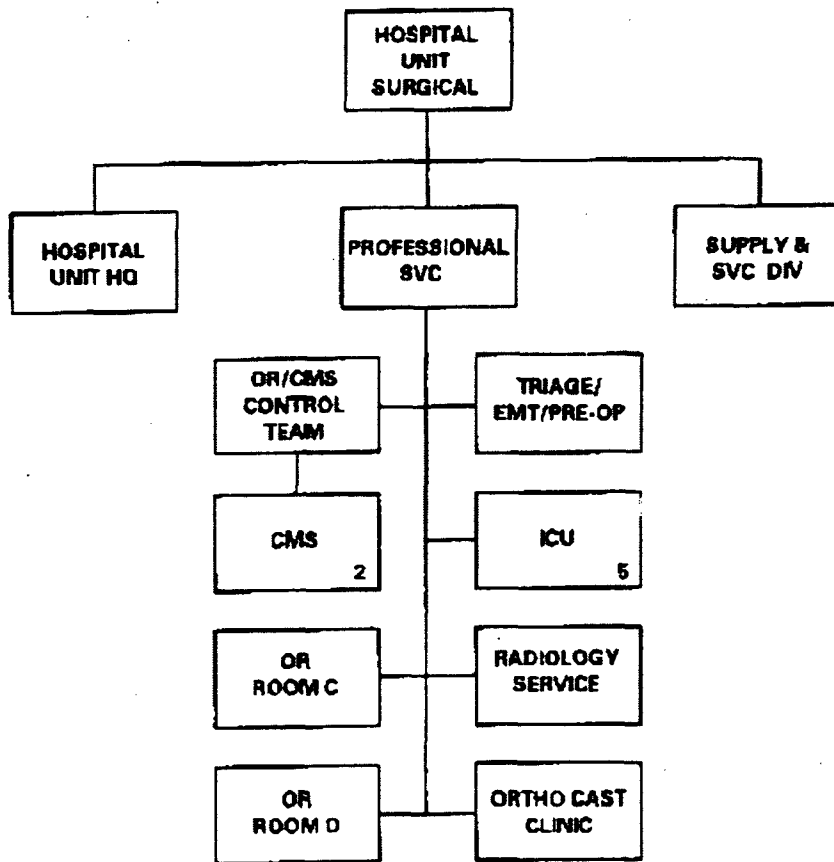 HOSPITAL
UNIT
SURGICAL
HOSPITAL
UNIT HQ
PROFESSIONAL
SVC
SUPPLY &
SVC DIV
OR/CMS
CONTROL
TEAM
TRIAGE/
EMT/PRE-OP
CMS
2
ICU
5
OR
ROOM C
RADIOLOGY
SERVICE
OR
ROOM D
ORTHO CAST
CLINIC